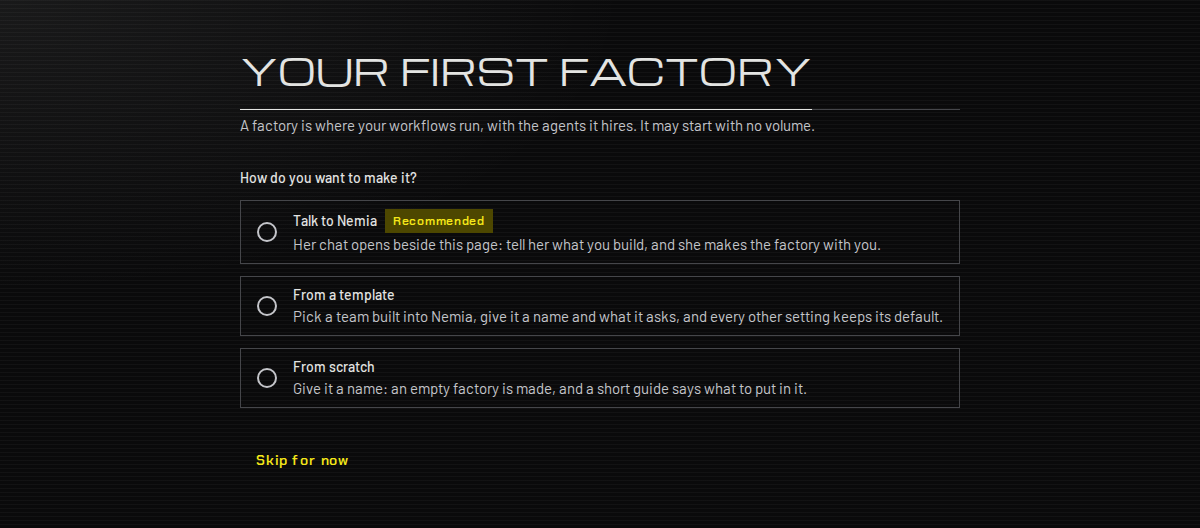 YOUR FIRST FACTORY
A factory is where your workflows run, with the agents it hires. It may start with no volume.
How do you want to make it?
Talk to Nemia Recommended
Her chat opens beside this page: tell her what you build, and she makes the factory with you.
From a template
Pick a team built into Nemia, give it a name and what it asks, and every other setting keeps its default.
From scratch
Give it a name: an empty factory is made, and a short guide says what to put in it.
Skip for now